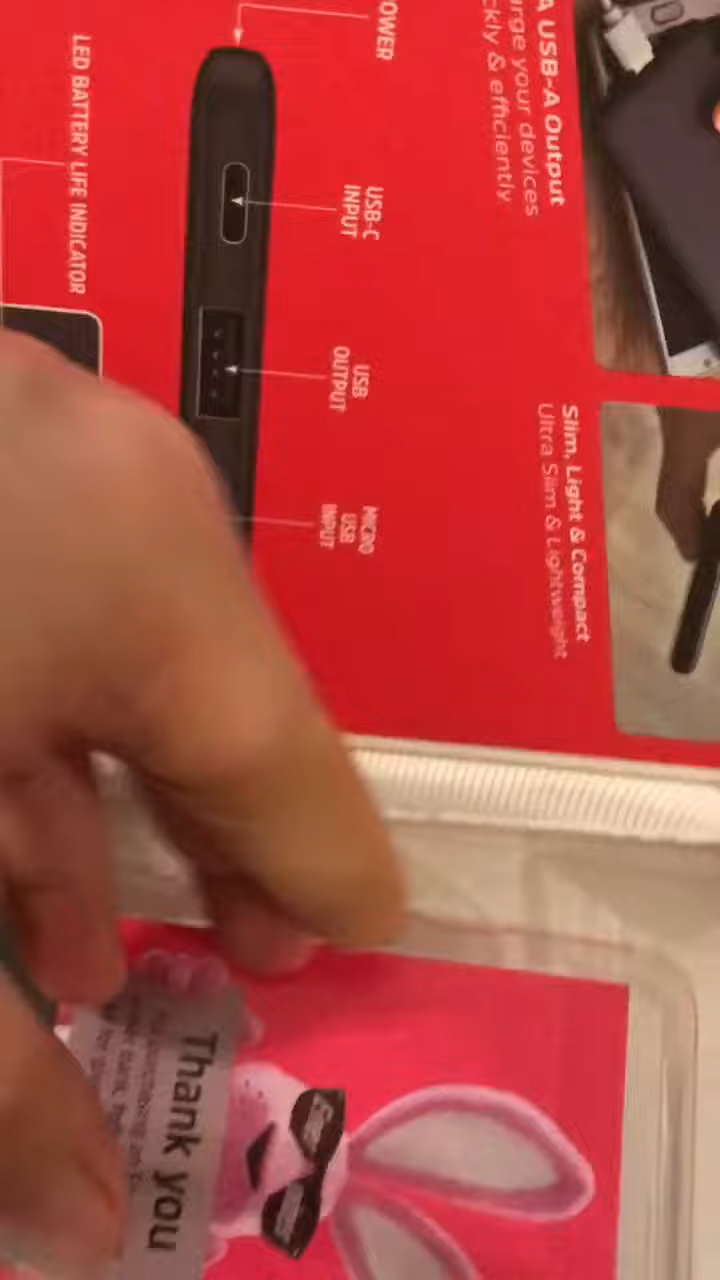 A USB-A Output
arge your devices
ckly & efficiently
Slim, Light & Compact
Ultra Slim & Lightweight
OWER
USB-C
INPUT
USB
OUTPUT
MICRO
USB
INPUT
LED BATTERY LIFE INDICATOR
Thank you